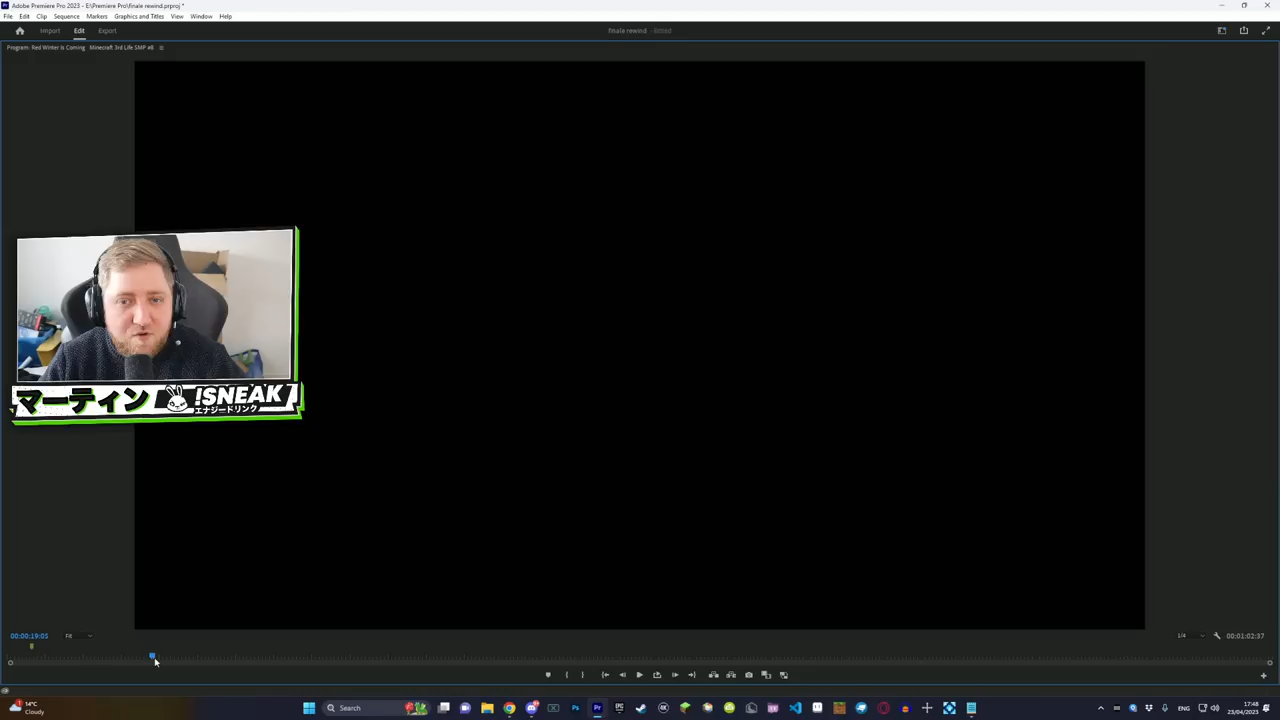 Adobe Premiere Pro 2023 - E:\Premiere Pro\finale rewind.prproj *
File Edit Clip Sequence Markers Graphics and Titles View Window Help
Import Edit Export
finale rewind - Edited
Program: Red Winter Is Coming Minecraft 3rd Life SMP #8
マーティン
!SNEAK
エナジードリンク
00:00:19:05
Fit
1/4
00:01:02:37
14°C
Cloudy
Search
ENG
17:48
23/04/2023